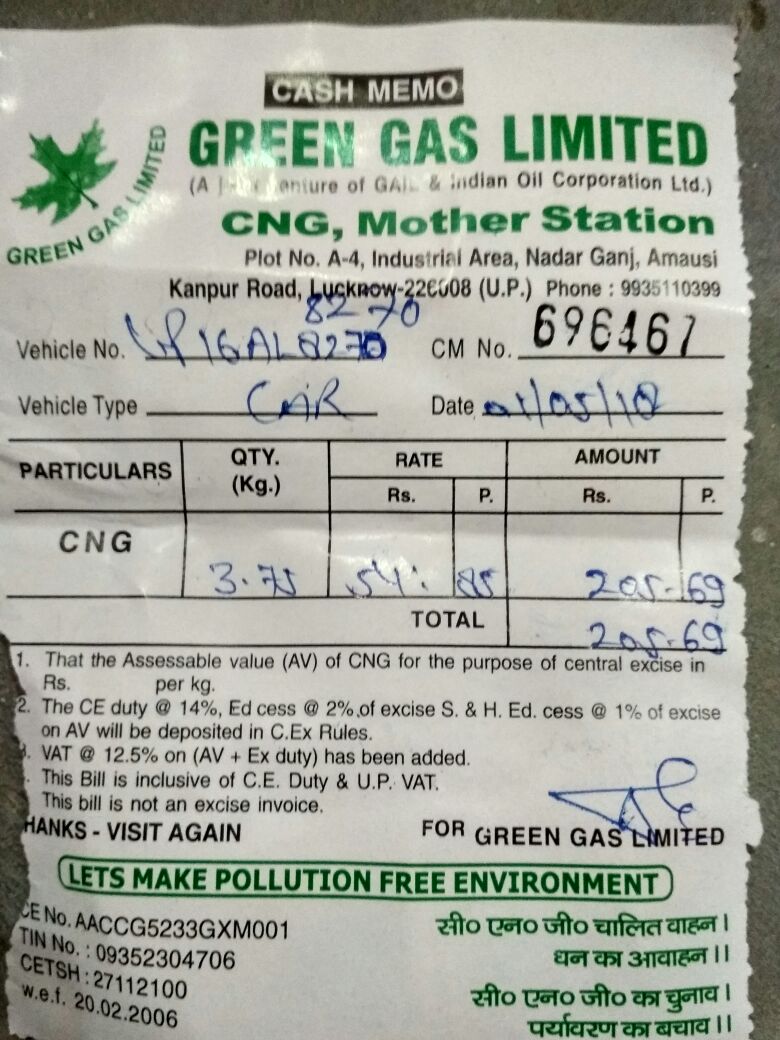 CASH MEMO
GREEN GAS LIMITED
GREEN GAS LIMITED
(A enture of GAIL & Indian Oil Corporation Ltd.)
CNG, Mother Station
Plot No. A-4, Industrial Area, Nadar Ganj, Amausi
Kanpur Road, Lucknow-226008 (U.P.) Phone : 9935110399
8270
Vehicle No. UP16AL8270 CM No. 696467
Vehicle Type CAR Date 01/05/18
PARTICULARS QTY. (Kg.) RATE AMOUNT
Rs. P. Rs. P.
CNG 3.75 54. 85 205-69
TOTAL 205-69
1. That the Assessable value (AV) of CNG for the purpose of central excise in
Rs. per kg.
2. The CE duty @ 14%, Ed cess @ 2%.of excise S. & H. Ed. cess @ 1% of excise
on AV will be deposited in C.Ex Rules.
3. VAT @ 12.5% on (AV + Ex duty) has been added.
. This Bill is inclusive of C.E. Duty & U.P. VAT.
This bill is not an excise invoice.
HANKS - VISIT AGAIN FOR GREEN GAS LIMITED
LETS MAKE POLLUTION FREE ENVIRONMENT
CE No. AACCG5233GXM001
TIN No. : 09352304706
CETSH : 27112100
w.e.f. 20.02.2006
सी० एन० जी० चालित वाहन।
धन का आवाहन।।
सी० एन० जी० का चुनाव।
पर्यावरण का बचाव।।